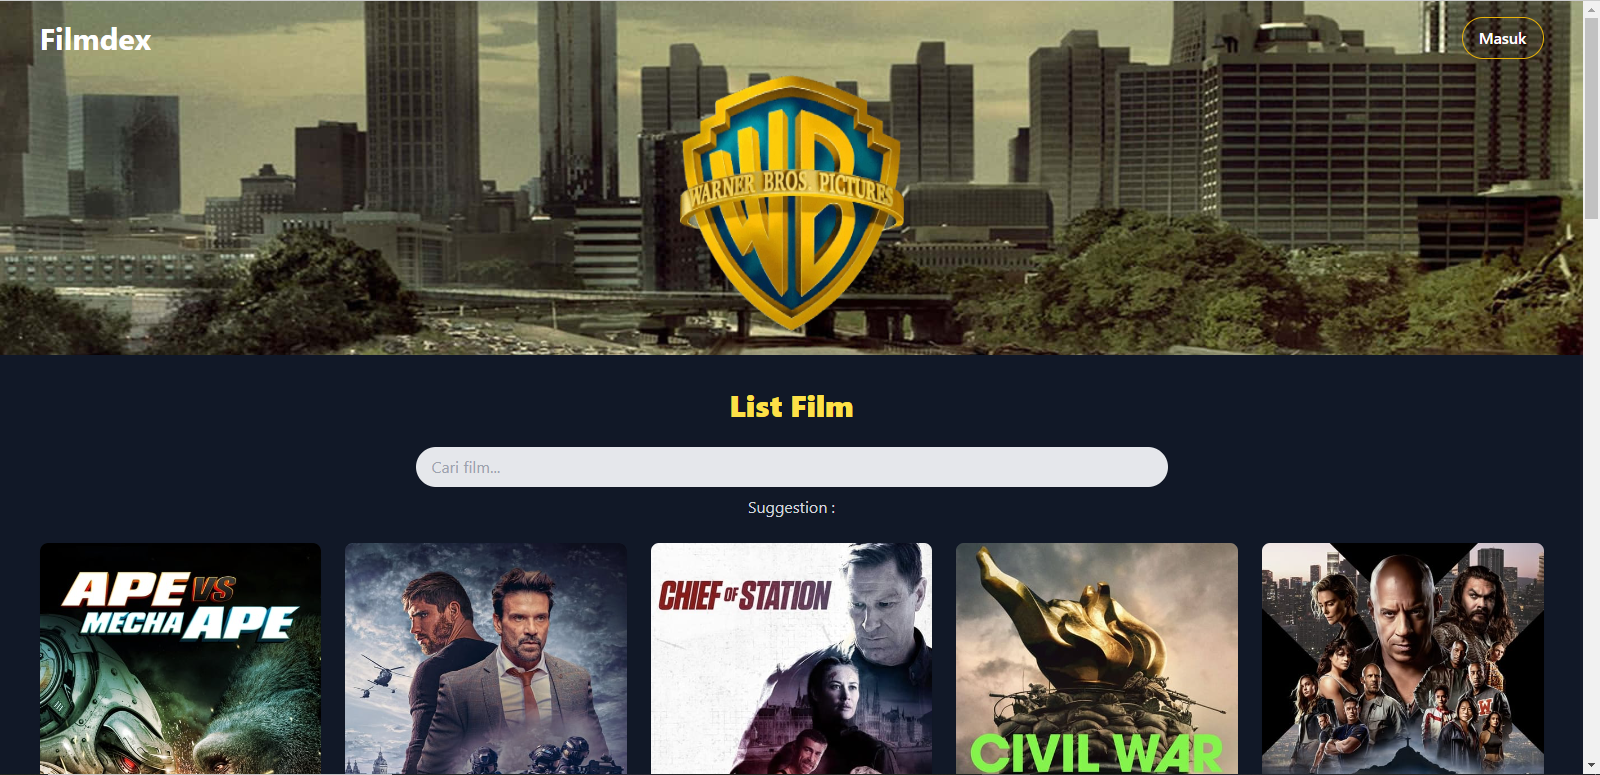 Filmdex
Masuk
WARNER BROS. PICTURES
List Film
Cari film...
Suggestion :
APE VS
MECHA APE
CHIEF OF STATION
CIVIL WAR